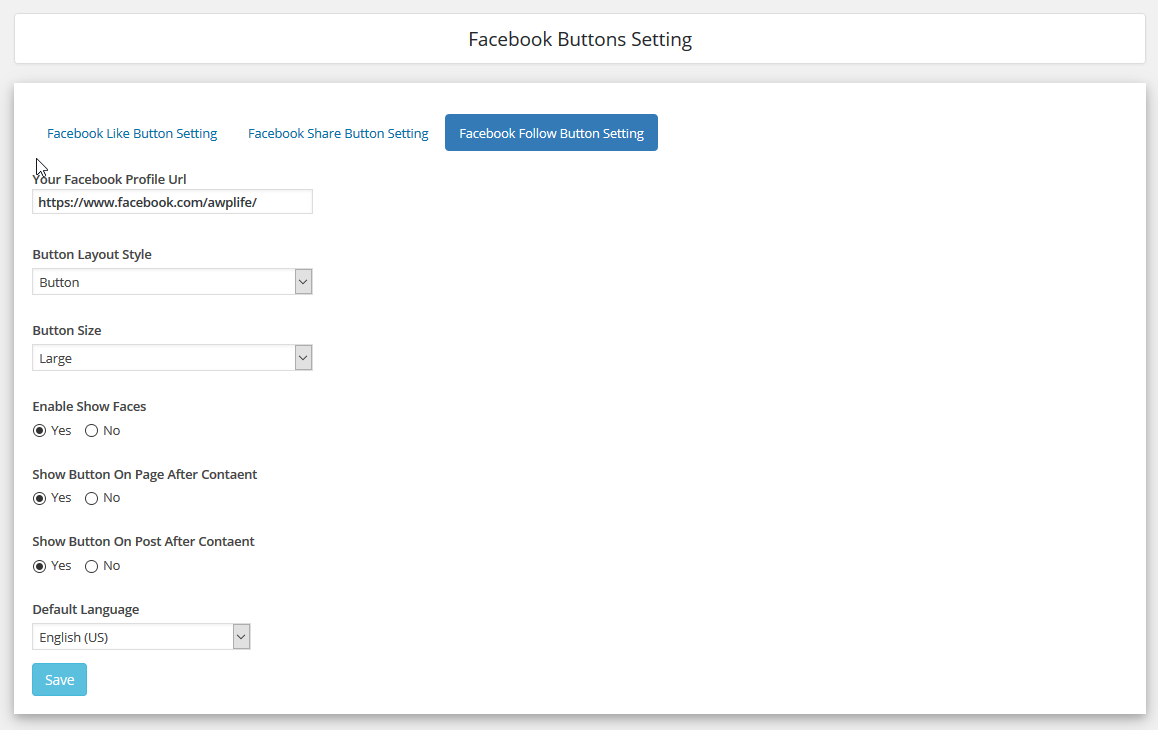 Facebook Buttons Setting
Facebook Like Button Setting Facebook Share Button Setting Facebook Follow Button Setting
Your Facebook Profile Url
https://www.facebook.com/awplife/
Button Layout Style
Button
Button Size
Large
Enable Show Faces
Yes No
Show Button On Page After Contaent
Yes No
Show Button On Post After Contaent
Yes No
Default Language
English (US)
Save